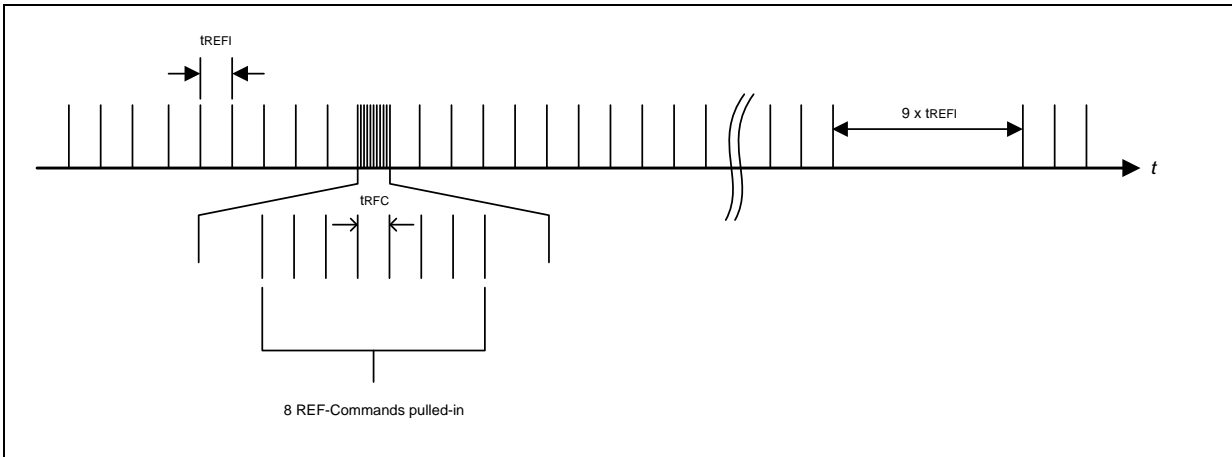 tREFI
9 x tREFI
t
tRFC
8 REF-Commands pulled-in